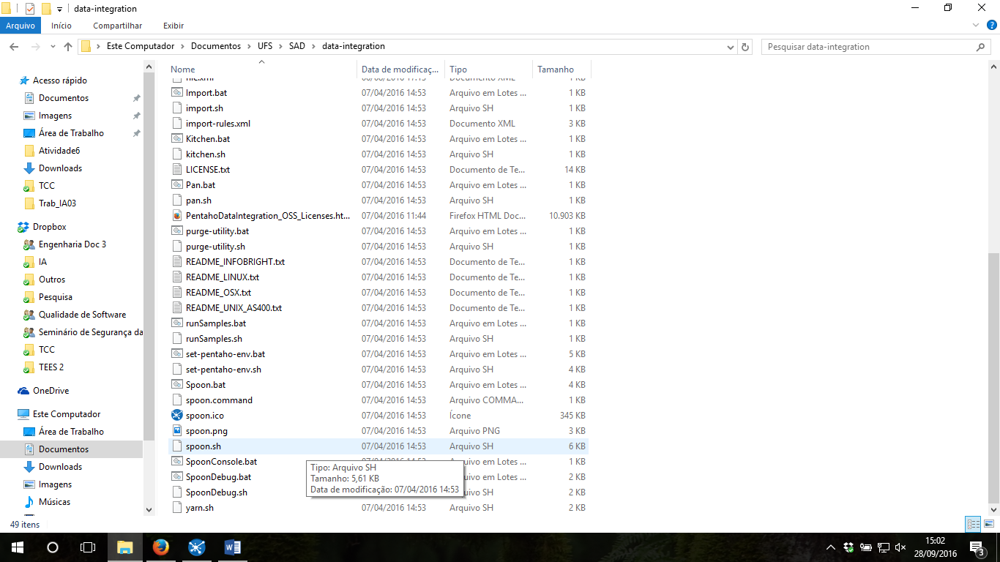 data-integration
Arquivo Início Compartilhar Exibir
Este Computador Documentos UFS SAD data-integration
Pesquisar data-integration
Acesso rápido
Documentos
Imagens
Área de Trabalho
Atividade6
Downloads
TCC
Trab_IA03
Dropbox
Engenharia Doc 3
IA
Outros
Pesquisa
Qualidade de Software
Seminário de Segurança da
TCC
TEES 2
OneDrive
Este Computador
Área de Trabalho
Documentos
Downloads
Imagens
Músicas
Nome Data de modificaç... Tipo Tamanho
Import.bat 07/04/2016 14:53 Arquivo em Lotes ... 1 KB
import.sh 07/04/2016 14:53 Arquivo SH 1 KB
import-rules.xml 07/04/2016 14:53 Documento XML 3 KB
Kitchen.bat 07/04/2016 14:53 Arquivo em Lotes ... 1 KB
kitchen.sh 07/04/2016 14:53 Arquivo SH 1 KB
LICENSE.txt 07/04/2016 14:53 Documento de Te... 14 KB
Pan.bat 07/04/2016 14:53 Arquivo em Lotes ... 1 KB
pan.sh 07/04/2016 14:53 Arquivo SH 1 KB
PentahoDataIntegration_OSS_Licenses.ht... 07/04/2016 11:44 Firefox HTML Doc... 10.903 KB
purge-utility.bat 07/04/2016 14:53 Arquivo em Lotes ... 1 KB
purge-utility.sh 07/04/2016 14:53 Arquivo SH 1 KB
README_INFOBRIGHT.txt 07/04/2016 14:53 Documento de Te... 1 KB
README_LINUX.txt 07/04/2016 14:53 Documento de Te... 1 KB
README_OSX.txt 07/04/2016 14:53 Documento de Te... 1 KB
README_UNIX_AS400.txt 07/04/2016 14:53 Documento de Te... 1 KB
runSamples.bat 07/04/2016 14:53 Arquivo em Lotes ... 1 KB
runSamples.sh 07/04/2016 14:53 Arquivo SH 1 KB
set-pentaho-env.bat 07/04/2016 14:53 Arquivo em Lotes ... 5 KB
set-pentaho-env.sh 07/04/2016 14:53 Arquivo SH 4 KB
Spoon.bat 07/04/2016 14:53 Arquivo em Lotes ... 4 KB
spoon.command 07/04/2016 14:53 Arquivo COMMA... 1 KB
spoon.ico 07/04/2016 14:53 Ícone 345 KB
spoon.png 07/04/2016 14:53 Arquivo PNG 3 KB
spoon.sh 07/04/2016 14:53 Arquivo SH 6 KB
SpoonConsole.bat em Lotes ... 1 KB
SpoonDebug.bat em Lotes ... 2 KB
SpoonDebug.sh SH 2 KB
yarn.sh 07/04/2016 14:53 Arquivo SH 2 KB
Tipo: Arquivo SH
Tamanho: 5,61 KB
Data de modificação: 07/04/2016 14:53
49 itens
15:02
28/09/2016
3